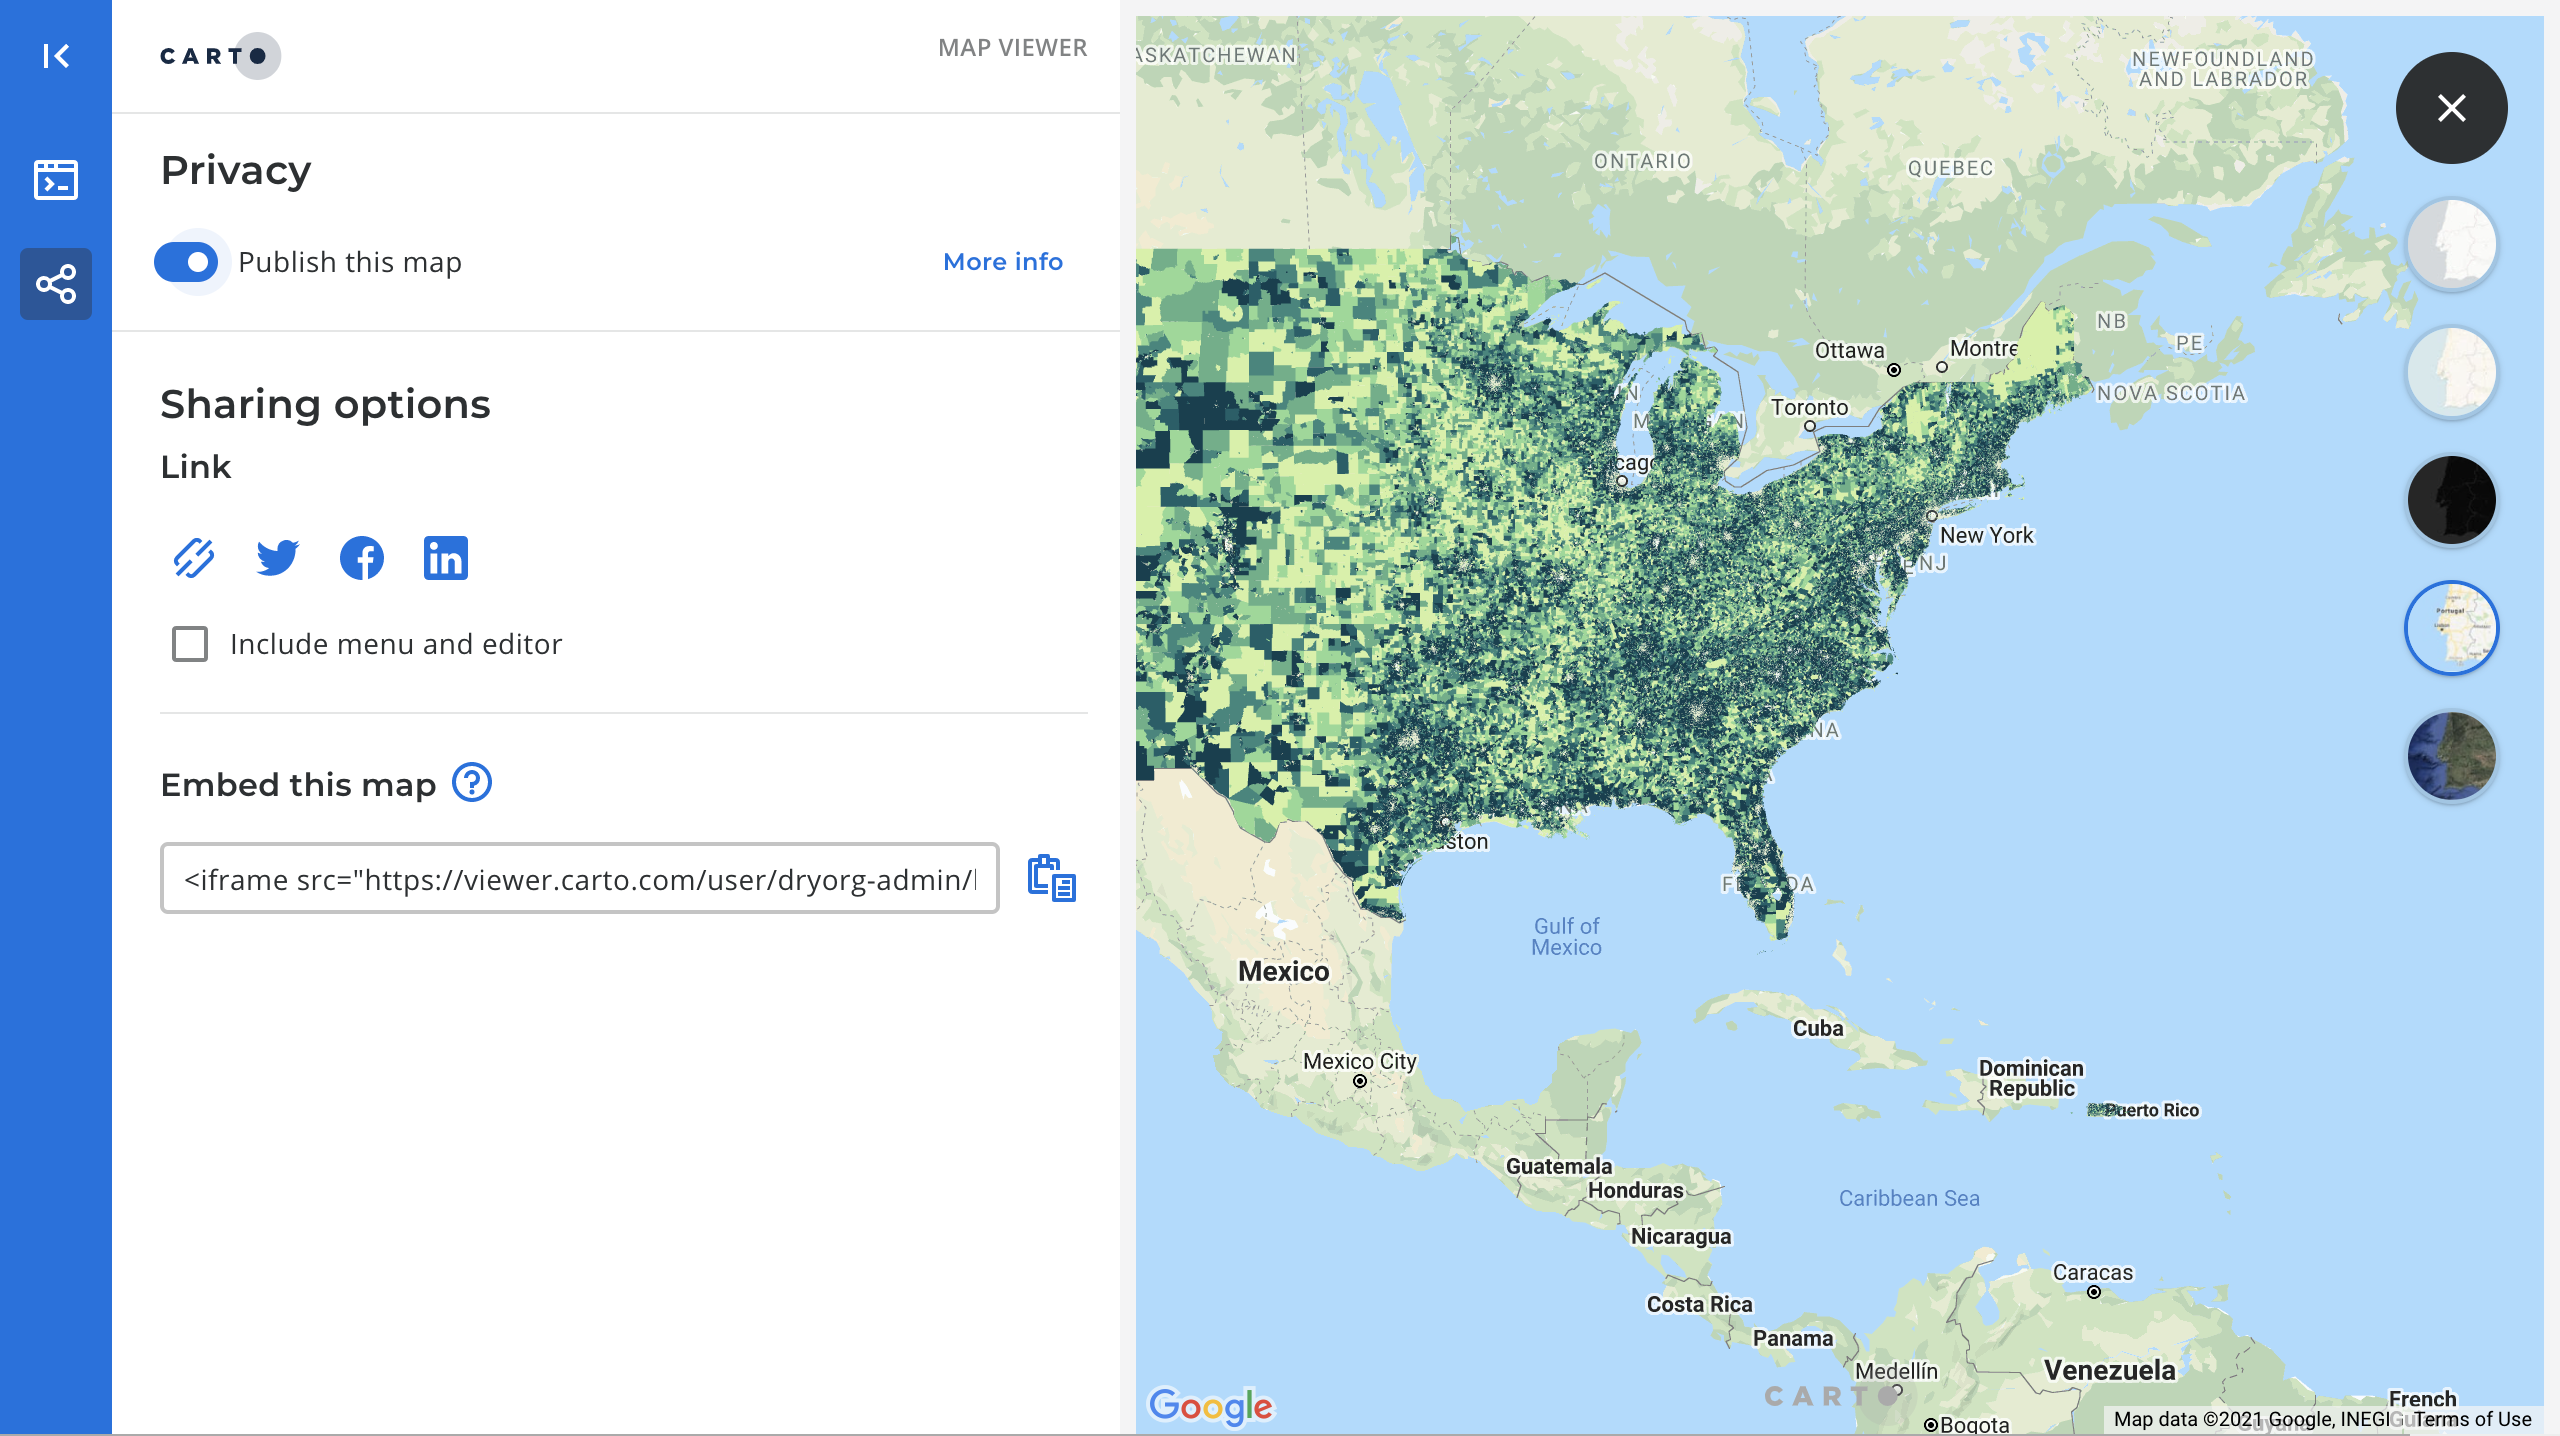 CARTO
MAP VIEWER
Privacy
Publish this map
More info
Sharing options
Link
Include menu and editor
Embed this map
<iframe src="https://viewer.carto.com/user/dryorg-admin/
ASKATCHEWAN
NEWFOUNDLAND
AND LABRADOR
ONTARIO
QUEBEC
NB
PE
Ottawa
Montre
NOVA SCOTIA
Toronto
cago
New York
NJ
NA
ston
Gulf of
Mexico
Mexico
Cuba
Mexico City
Dominican
Republic
Puerto Rico
Guatemala
Honduras
Caribbean Sea
Nicaragua
Caracas
Costa Rica
Panama
Medellín
Venezuela
CARTO
Google
French
Bogota
Map data ©2021 Google, INEGI
Terms of Use
Portugal